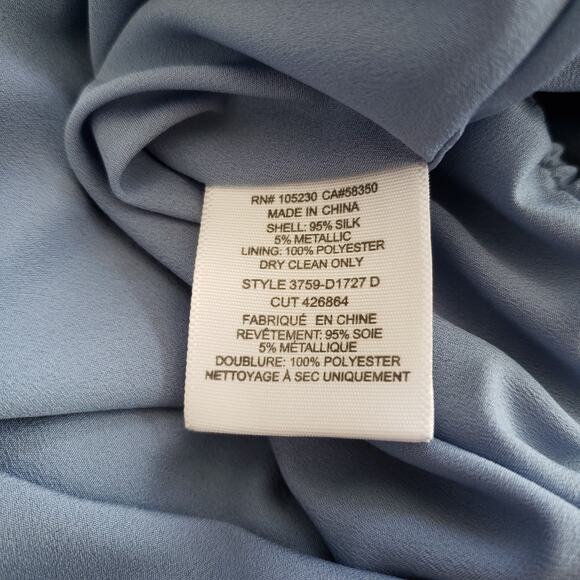 RN# 105230 CA#58350
MADE IN CHINA
SHELL: 95% SILK
5% METALLIC
LINING: 100% POLYESTER
DRY CLEAN ONLY
STYLE 3759-D1727 D
CUT 426864
FABRIQUÉ EN CHINE
REVÊTEMENT: 95% SOIE
5% MÉTALLIQUE
DOUBLURE: 100% POLYESTER
NETTOYAGE À SEC UNIQUEMENT